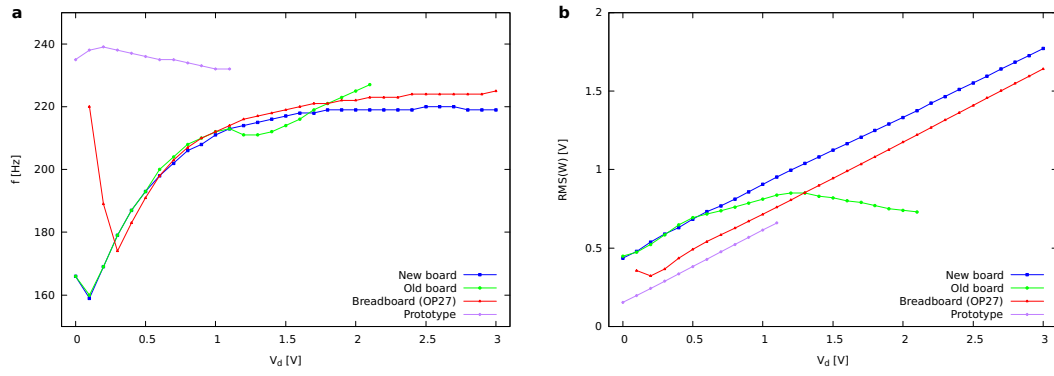 a
240
220
200
180
160
f [Hz]
New board
Old board
Breadboard (OP27)
Prototype
0 0.5 1 1.5 2 2.5 3
V_d [V]
b
2
1.5
1
0.5
0
RMS(W) [V]
New board
Old board
Breadboard (OP27)
Prototype
0 0.5 1 1.5 2 2.5 3
V_d [V]